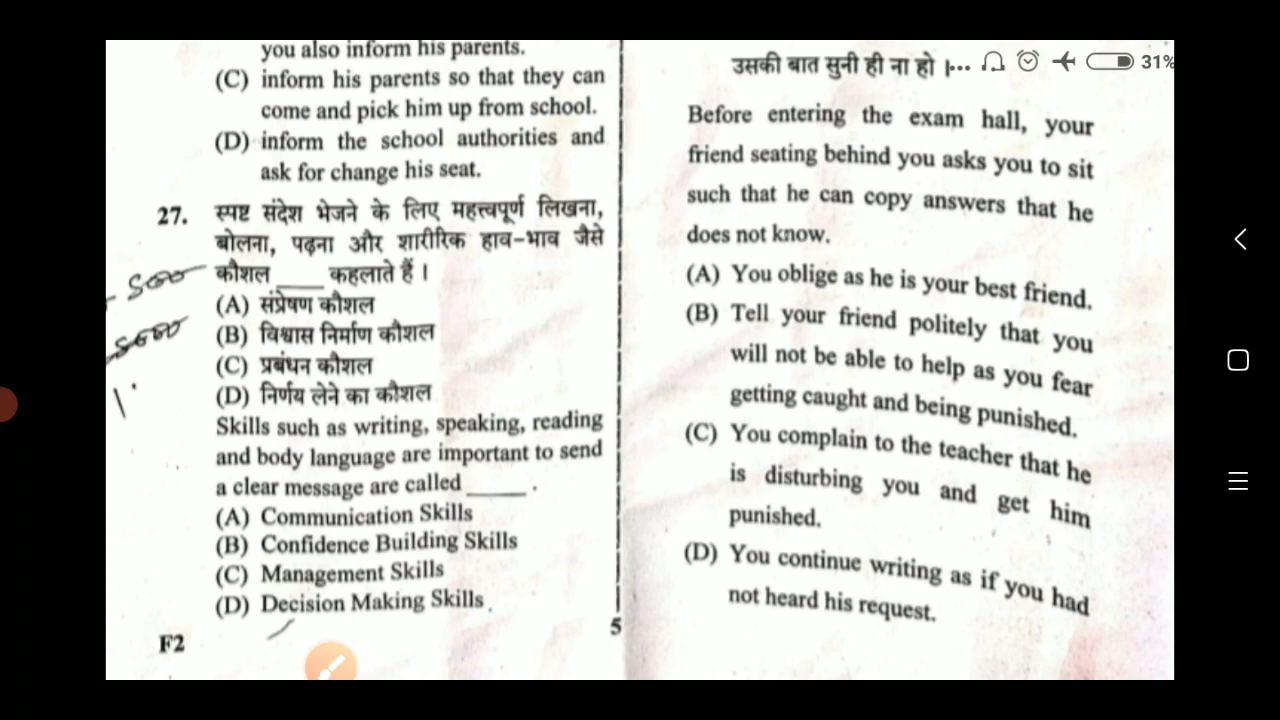 you also inform his parents.
(C) inform his parents so that they can
come and pick him up from school.
(D) inform the school authorities and
ask for change his seat.
27. स्पष्ट संदेश भेजने के लिए महत्त्वपूर्ण लिखना,
बोलना, पढ़ना और शारीरिक हाव-भाव जैसे
कौशल ____ कहलाते हैं ।
(A) संप्रेषण कौशल
(B) विश्वास निर्माण कौशल
(C) प्रबंधन कौशल
(D) निर्णय लेने का कौशल
Skills such as writing, speaking, reading
and body language are important to send
a clear message are called _____ .
(A) Communication Skills
(B) Confidence Building Skills
(C) Management Skills
(D) Decision Making Skills
F2
5
उसकी बात सुनी ही ना हो ।... 31%
Before entering the exam hall, your
friend seating behind you asks you to sit
such that he can copy answers that he
does not know.
(A) You oblige as he is your best friend.
(B) Tell your friend politely that you
will not be able to help as you fear
getting caught and being punished.
(C) You complain to the teacher that he
is disturbing you and get him
punished.
(D) You continue writing as if you had
not heard his request.